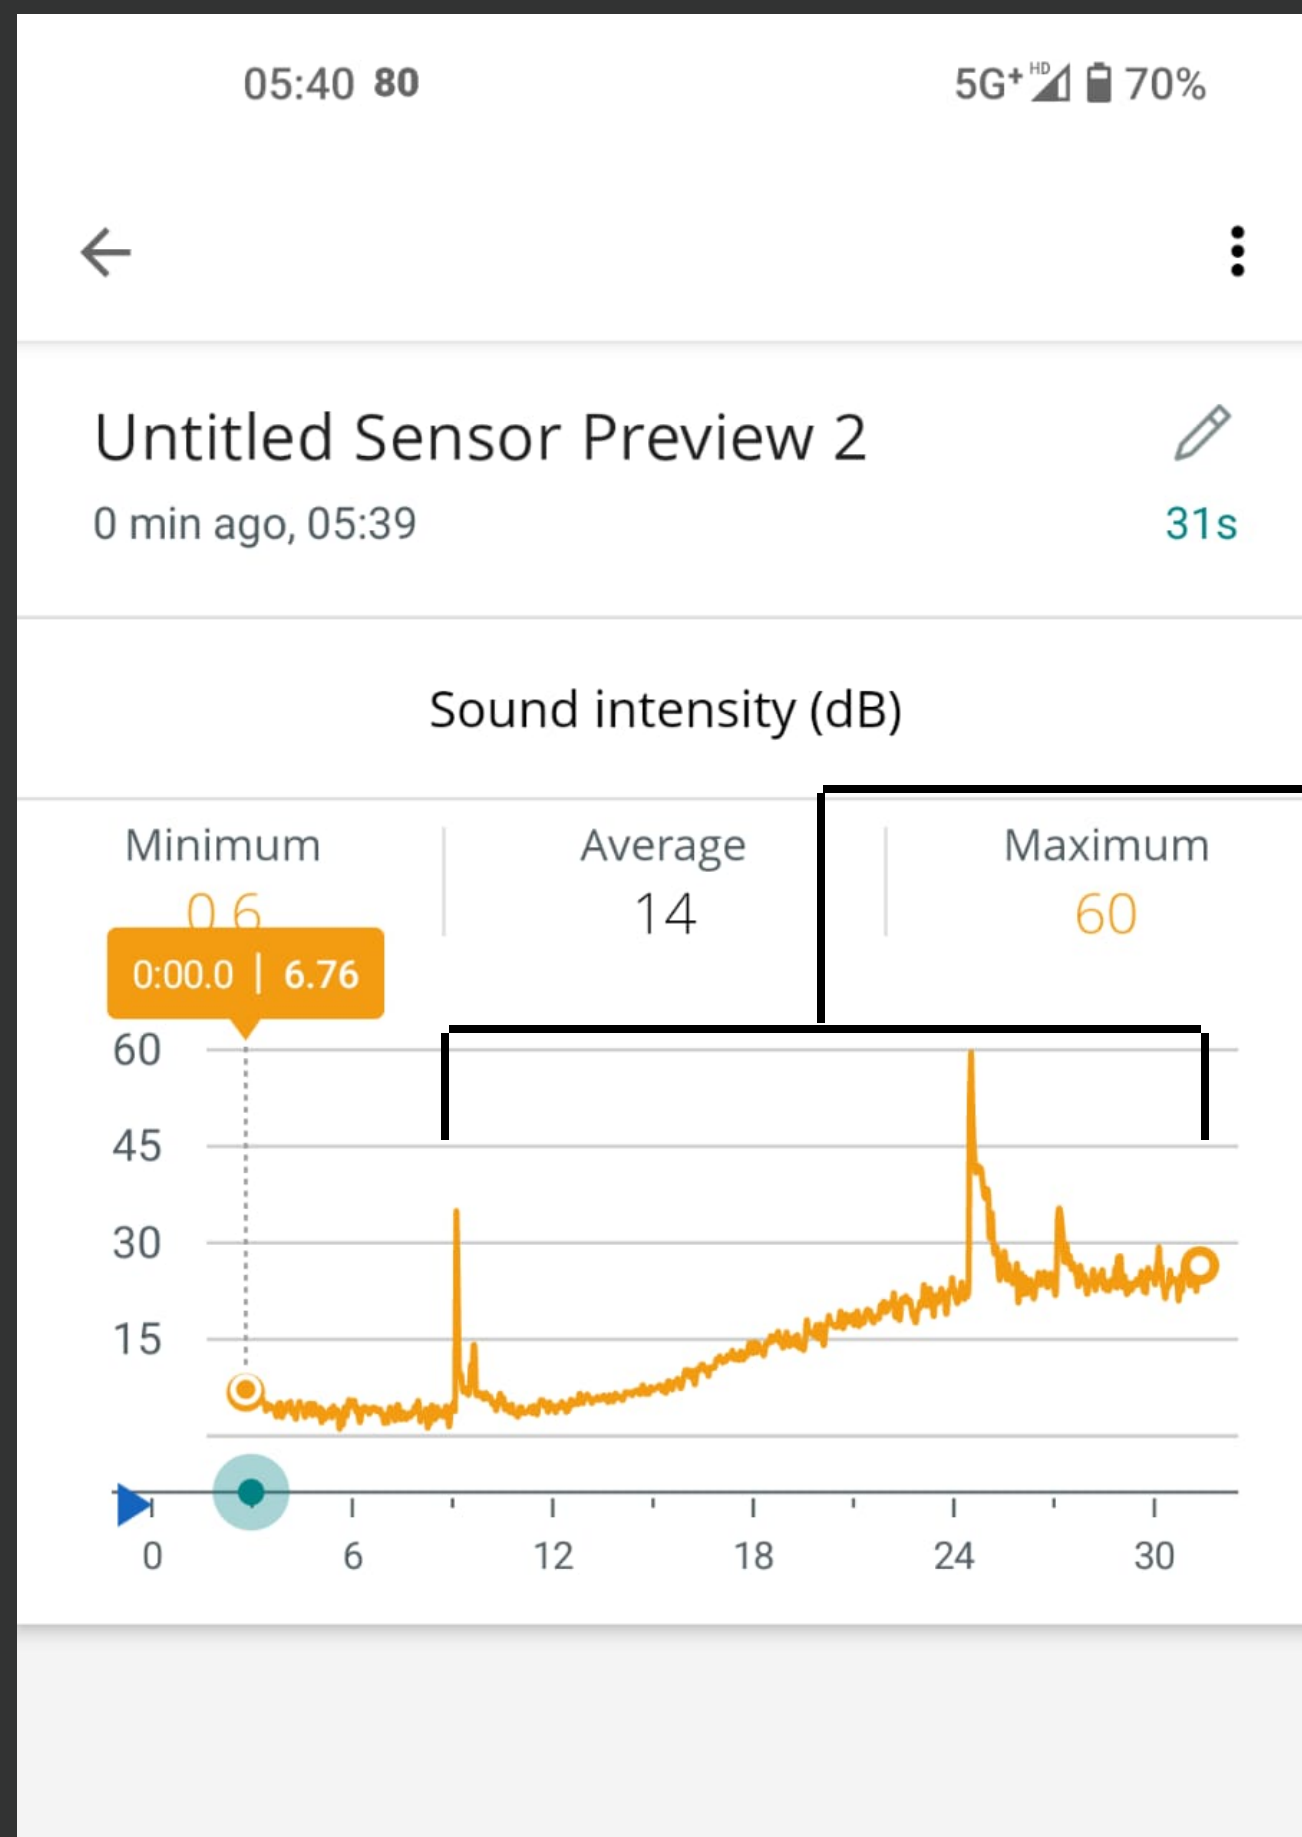 05:40 80 5G+ HD 70%
Untitled Sensor Preview 2
0 min ago, 05:39 31s
Sound intensity (dB)
Minimum Average Maximum
0.6 14 60
0:00.0 | 6.76
60
45
30
15
0 6 12 18 24 30